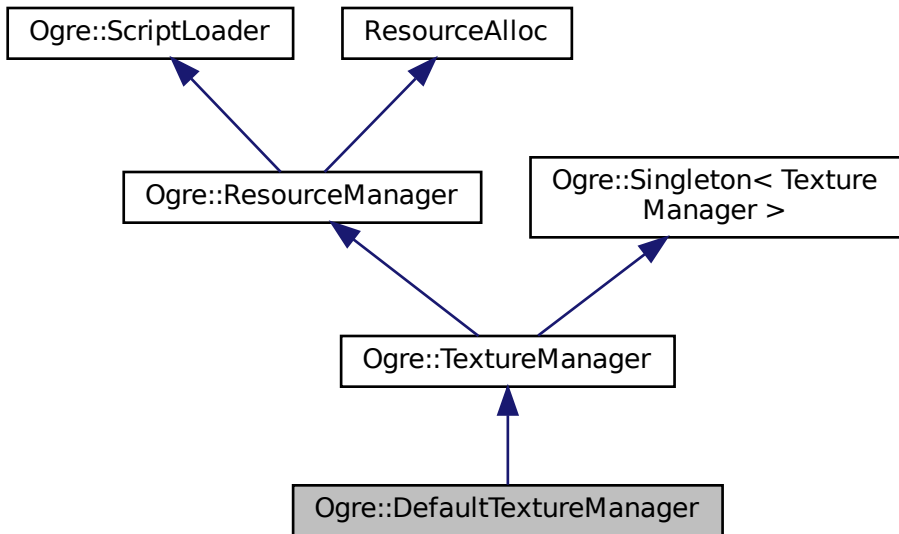 Ogre::ScriptLoader
ResourceAlloc
Ogre::ResourceManager
Ogre::Singleton< Texture
Manager >
Ogre::TextureManager
Ogre::DefaultTextureManager